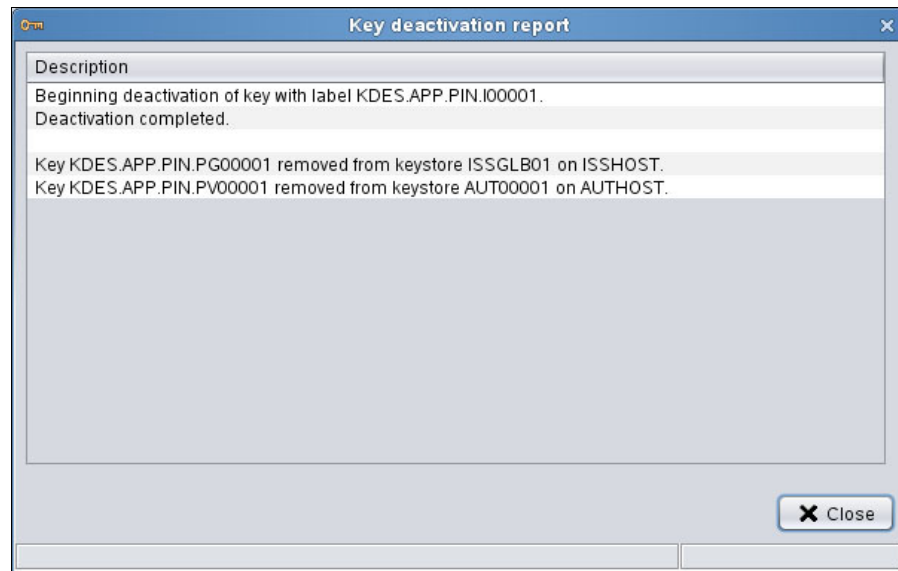 Key deactivation report
Description
Beginning deactivation of key with label KDES.APP.PIN.I00001.
Deactivation completed.
Key KDES.APP.PIN.PG00001 removed from keystore ISSGLB01 on ISSHOST.
Key KDES.APP.PIN.PV00001 removed from keystore AUT00001 on AUTHOST.
Close